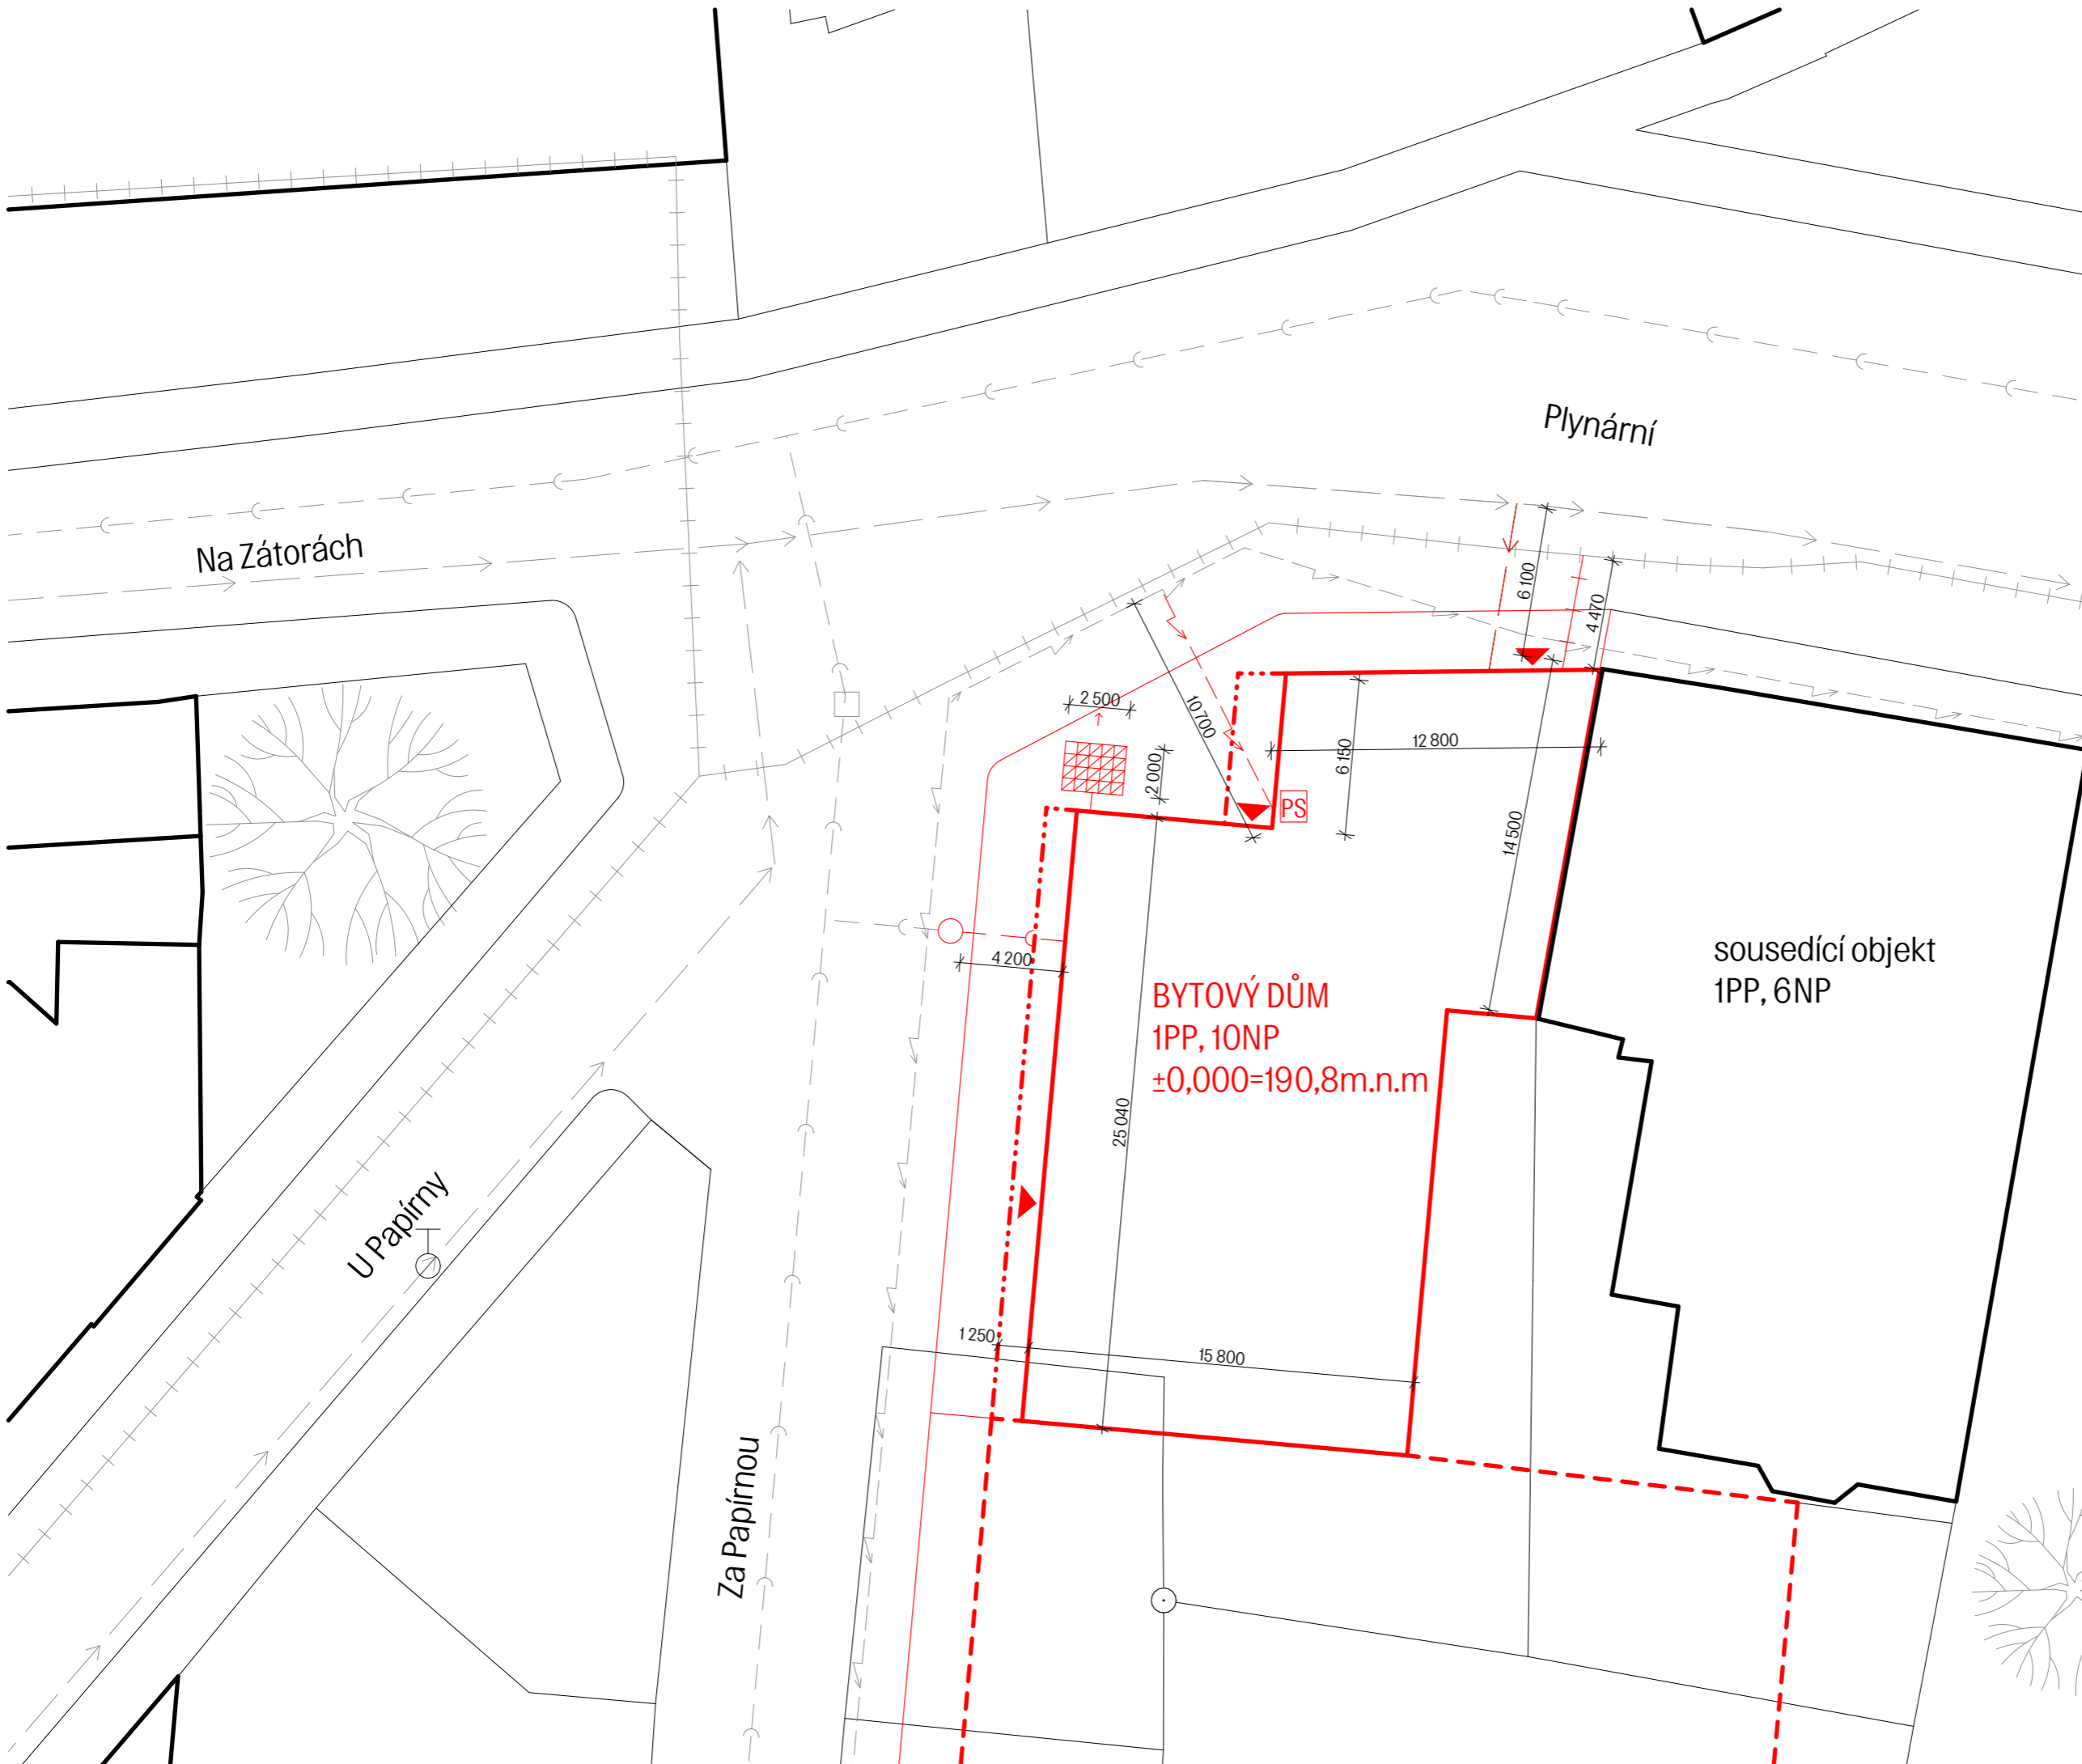 Plynární
Na Zátorách
6 100
4 470
2 500
10 700
12 800
6 150
2 000
PS
14 500
sousedící objekt
1PP, 6NP
4 200
BYTOVÝ DŮM
1PP, 10NP
±0,000=190,8m.n.m
25 040
U Papírny
1 250
15 800
Za Papírnou